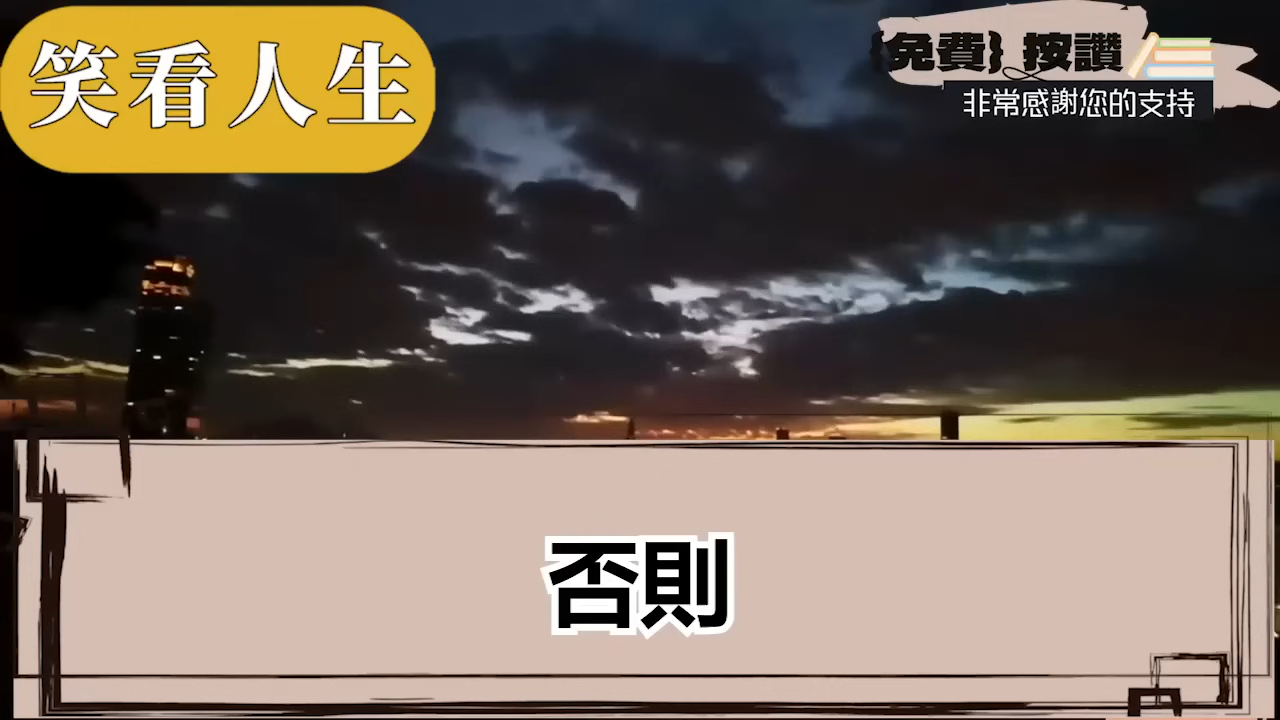 笑看人生
{免費} 按讚
非常感謝您的支持
否則